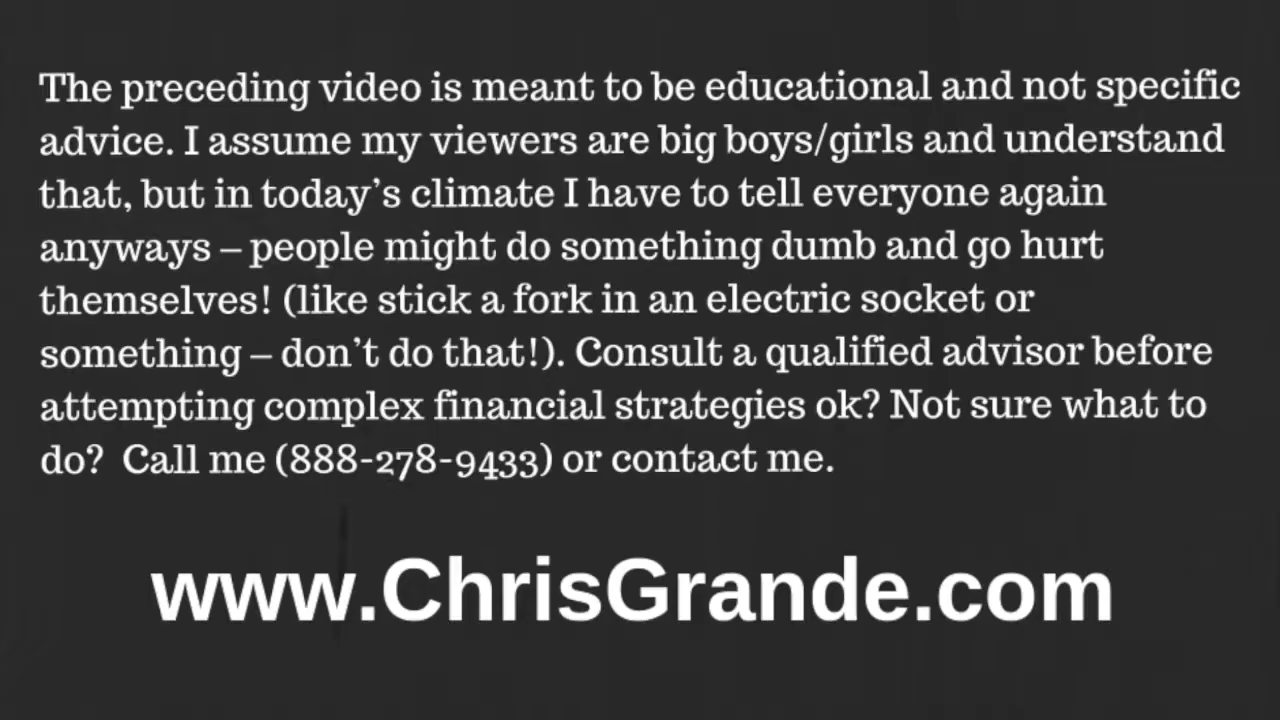 The preceding video is meant to be educational and not specific
advice. I assume my viewers are big boys/girls and understand
that, but in today’s climate I have to tell everyone again
anyways – people might do something dumb and go hurt
themselves! (like stick a fork in an electric socket or
something – don’t do that!). Consult a qualified advisor before
attempting complex financial strategies ok? Not sure what to
do?  Call me (888-278-9433) or contact me.
www.ChrisGrande.com